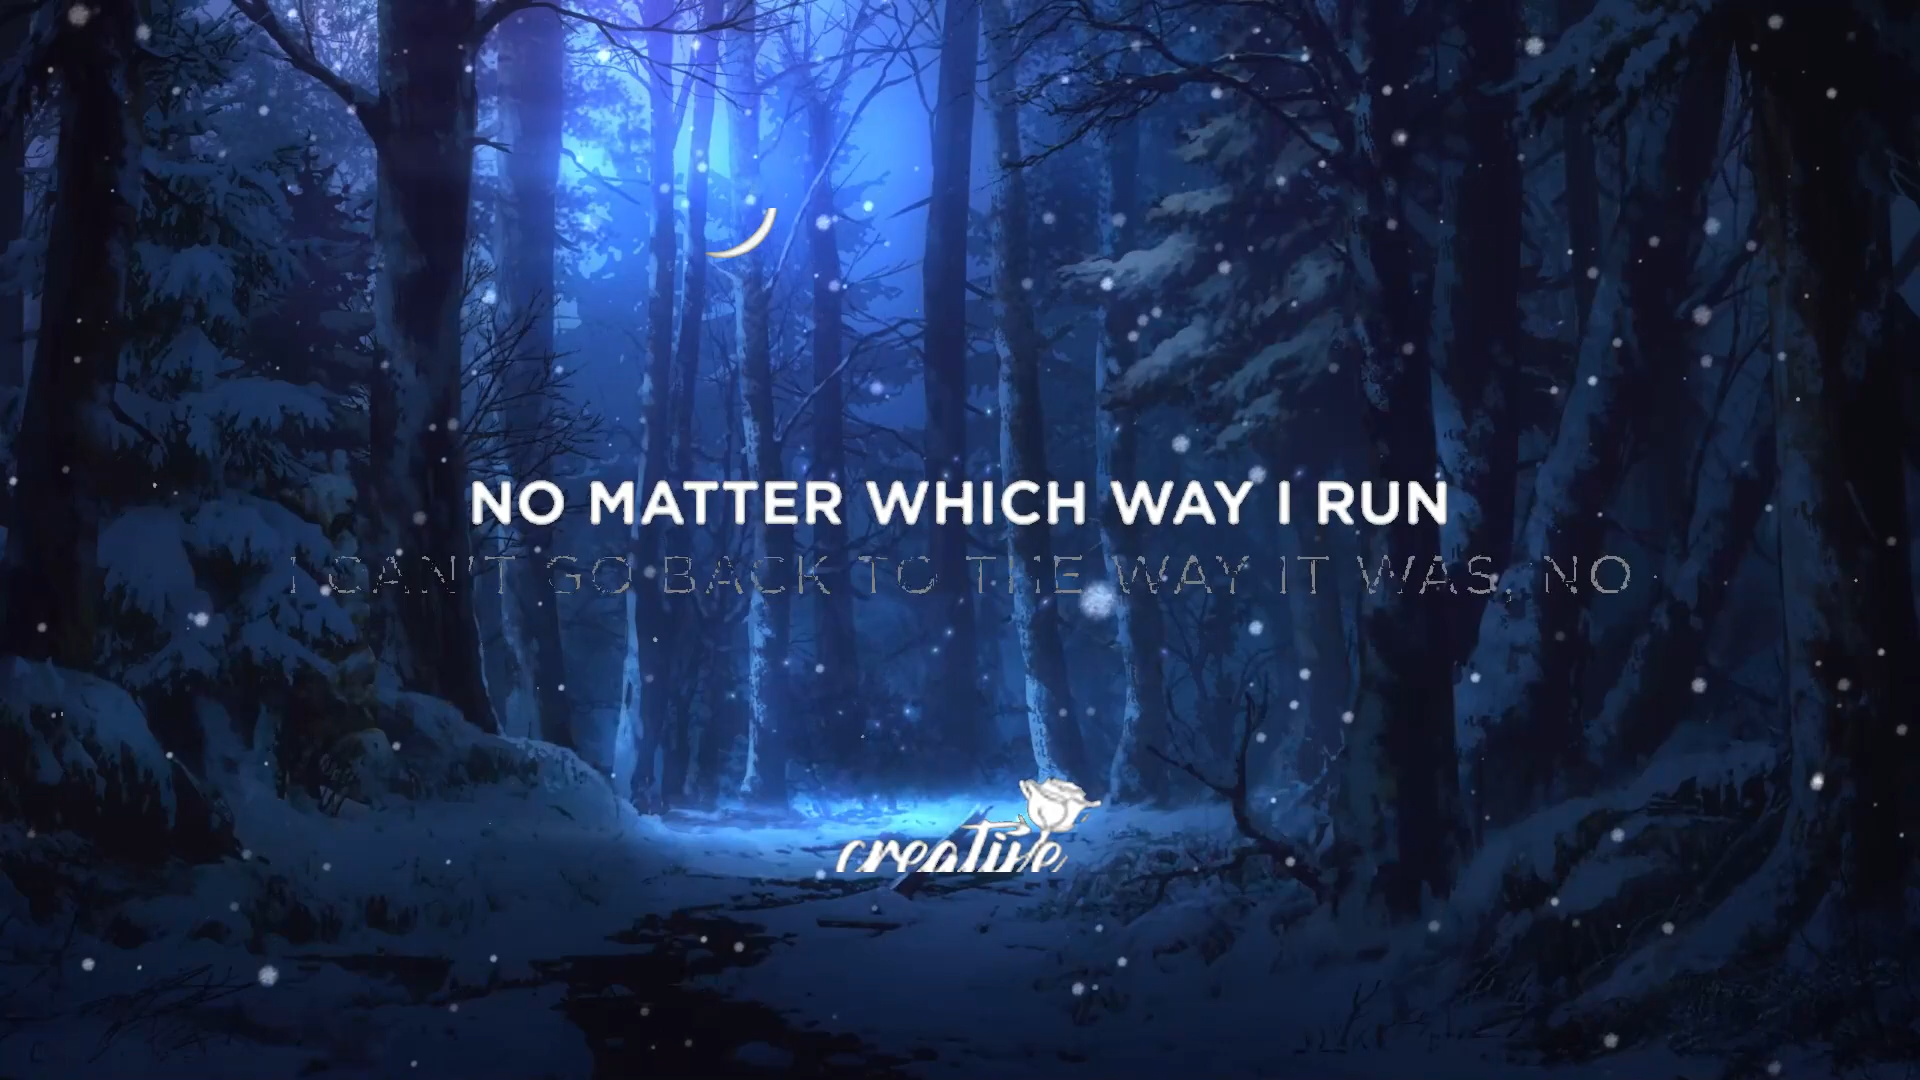 NO MATTER WHICH WAY I RUN
I CAN'T GO BACK TO THE WAY IT WAS, NO
creative